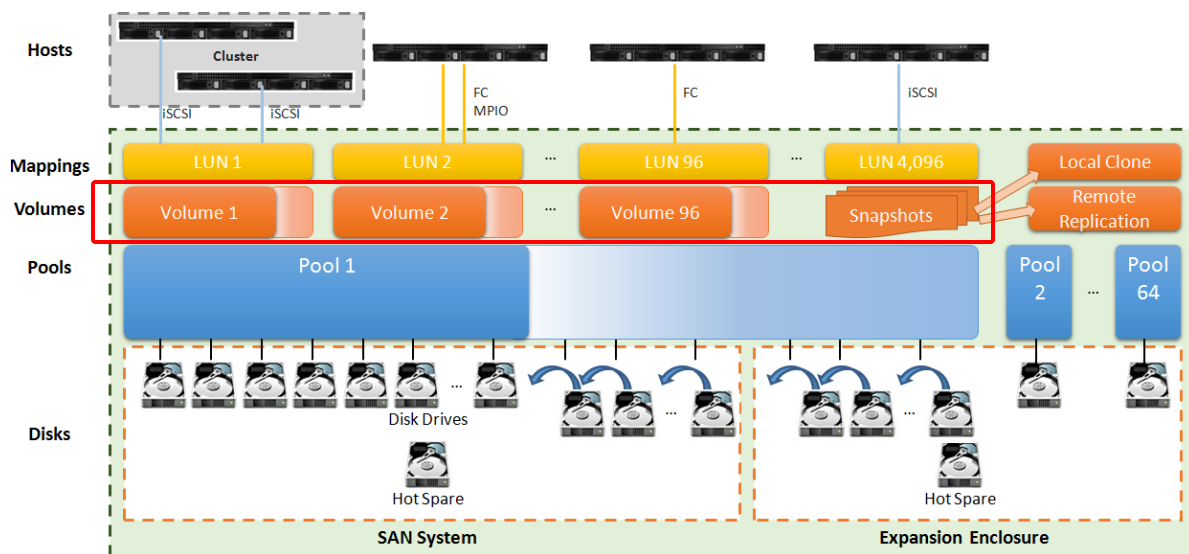 Hosts
Cluster
iSCSI
iSCSI
FC
MPIO
FC
iSCSI
Mappings
LUN 1
LUN 2
...
LUN 96
...
LUN 4,096
Local Clone
Volumes
Volume 1
Volume 2
...
Volume 96
Snapshots
Remote
Replication
Pools
Pool 1
Pool
2
...
Pool
64
Disks
...
Disk Drives
...
...
Hot Spare
Hot Spare
SAN System
Expansion Enclosure